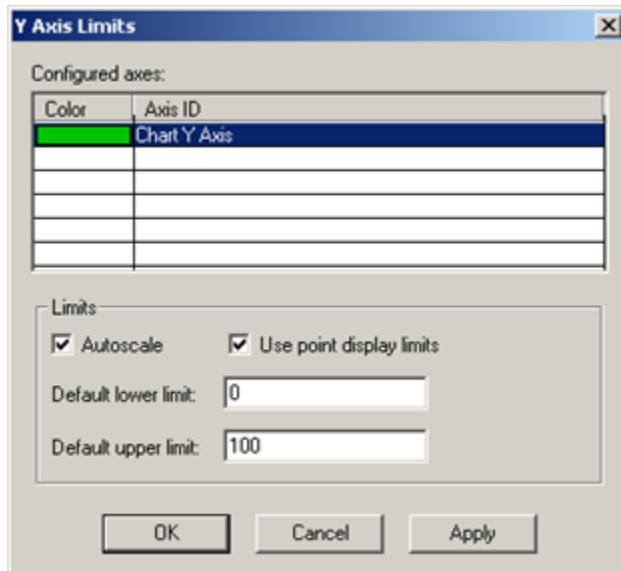 Y Axis Limits
Configured axes:
Color Axis ID
Chart Y Axis
Limits
Autoscale Use point display limits
Default lower limit: 0
Default upper limit: 100
OK Cancel Apply